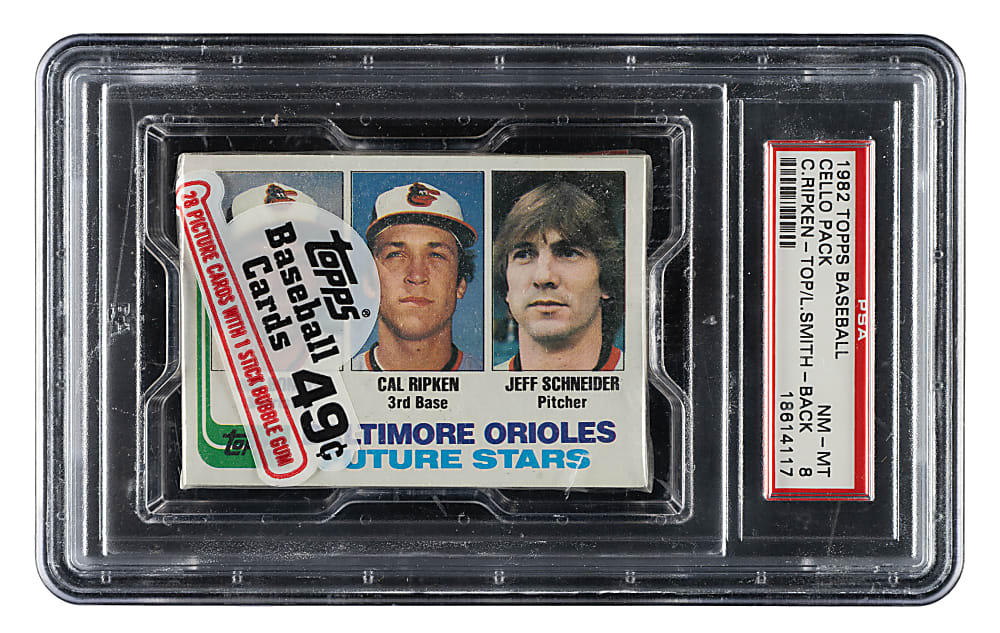 28 PICTURE CARDS WITH 1 STICK BUBBLE GUM
TOPPS®
Baseball
Cards
49¢
CAL RIPKEN
3rd Base
JEFF SCHNEIDER
Pitcher
TIMORE ORIOLES
UTURE STARS
PSA
1982 TOPPS BASEBALL
CELLO PACK NM-MT 8
C.RIPKEN-TOP/L.SMITH-BACK 18614117